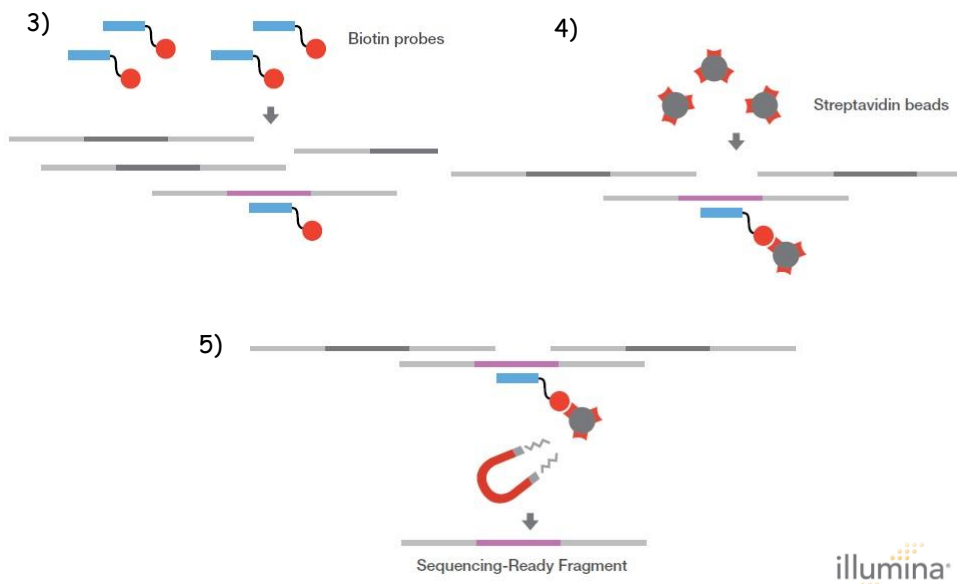 3)
Biotin probes
4)
Streptavidin beads
5)
Sequencing-Ready Fragment
illumina